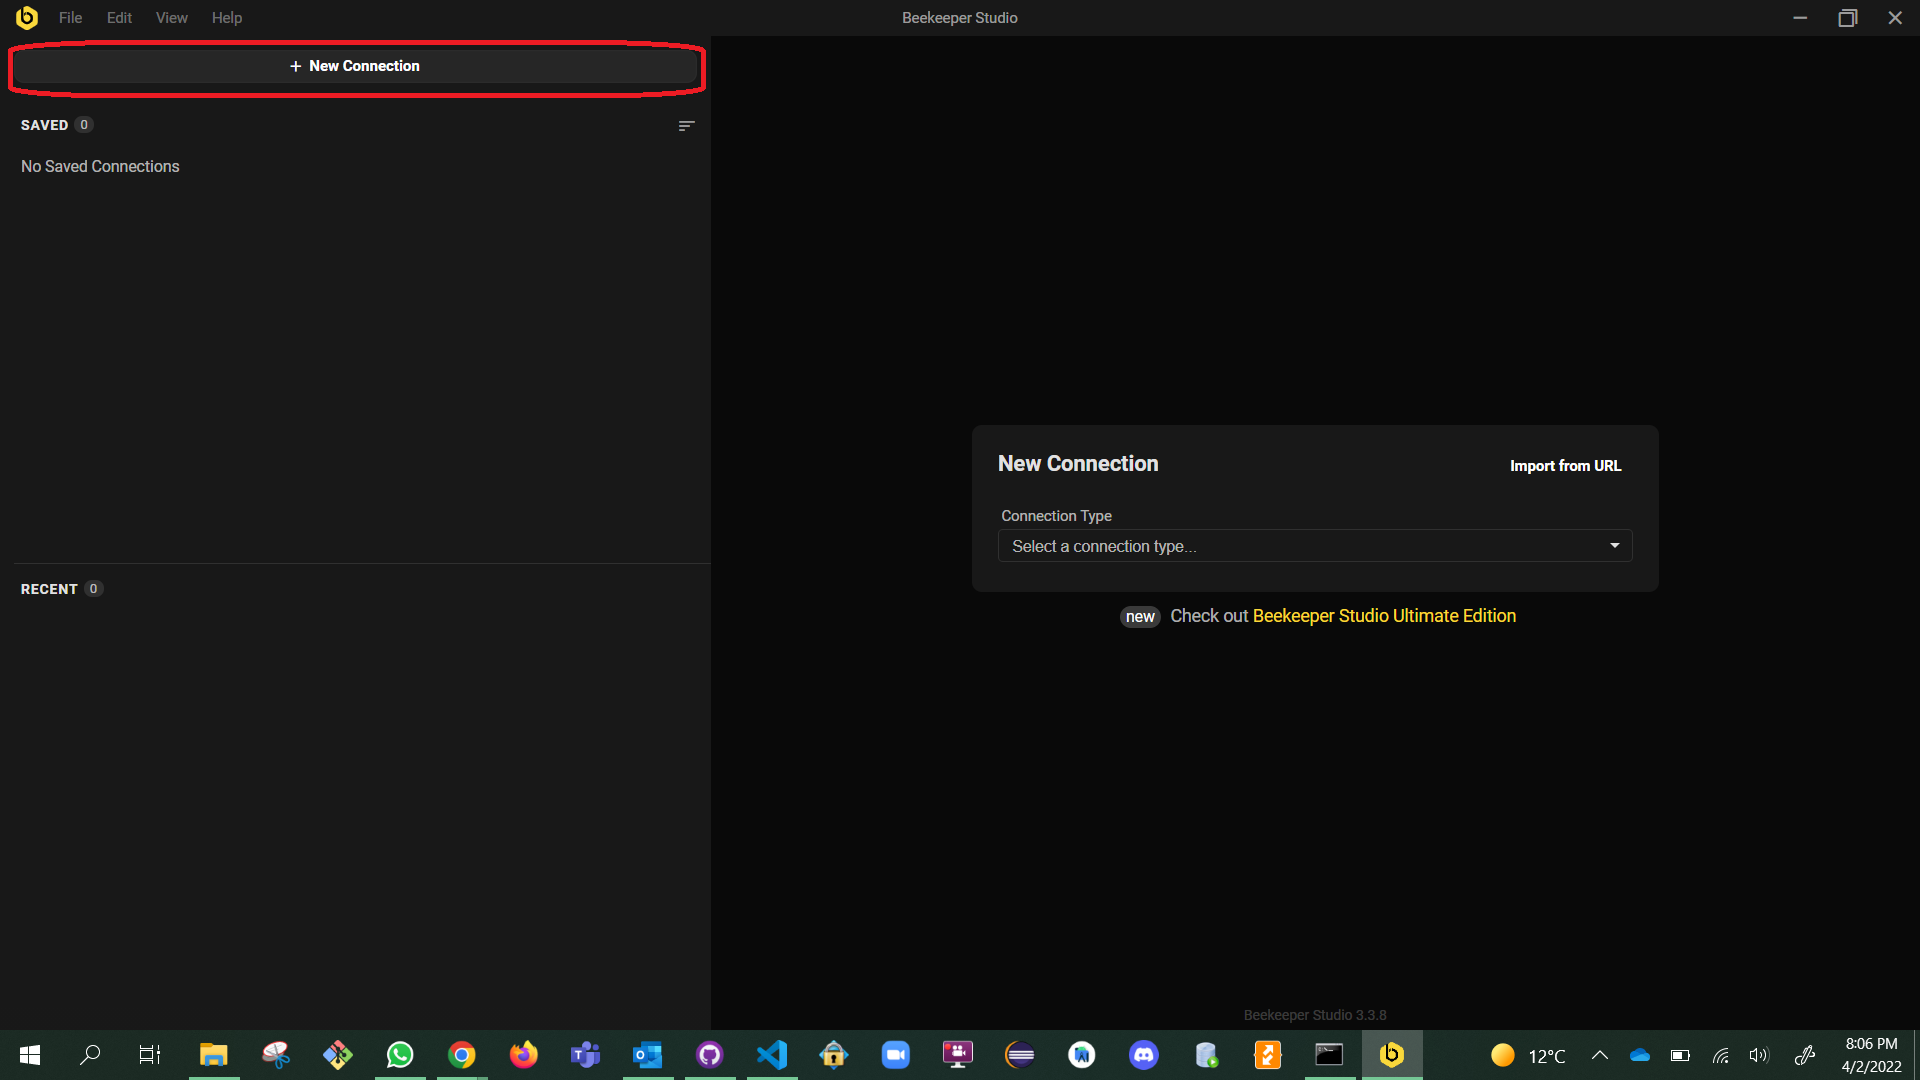 File Edit View Help
Beekeeper Studio
+ New Connection
SAVED 0
No Saved Connections
RECENT 0
New Connection
Import from URL
Connection Type
Select a connection type...
new Check out Beekeeper Studio Ultimate Edition
Beekeeper Studio 3.3.8
12°C
8:06 PM
4/2/2022